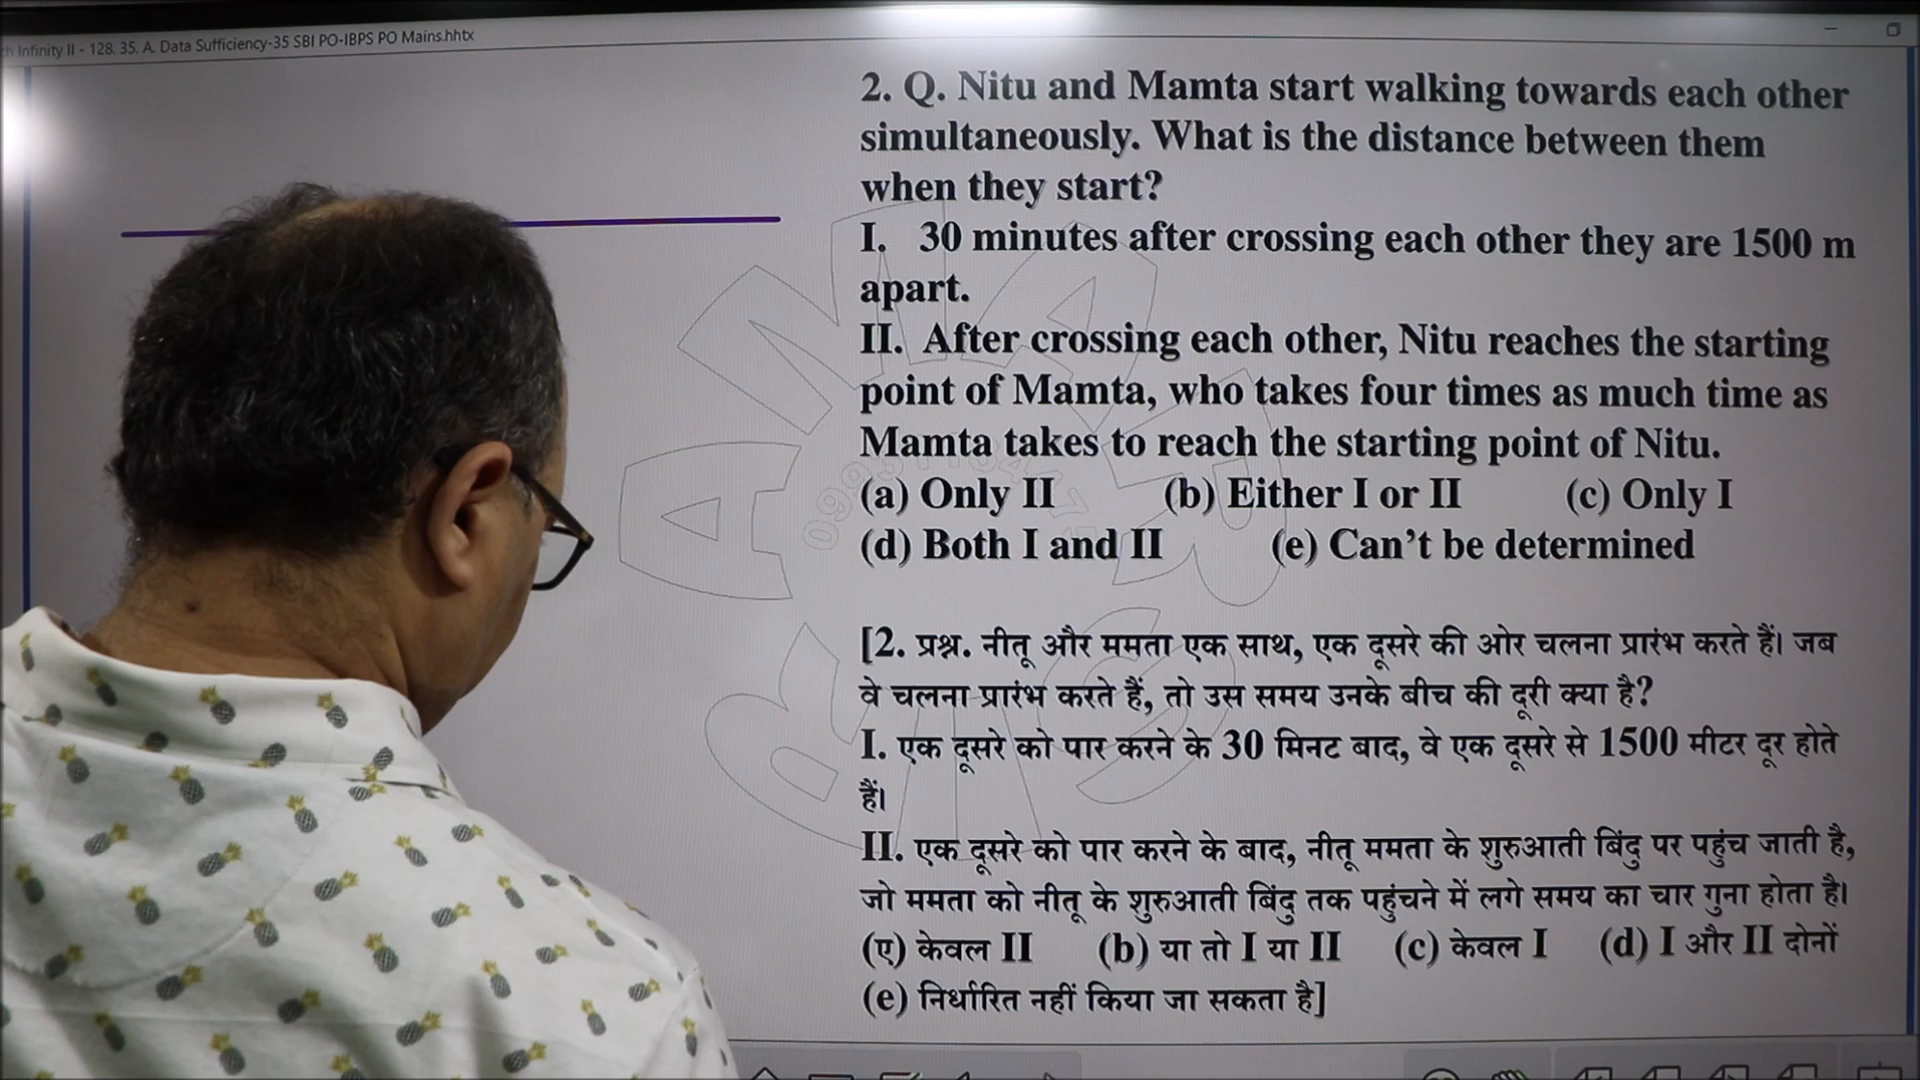 ch Infinity II - 128. 35. A. Data Sufficiency-35 SBI PO-IBPS PO Mains.hhtx
2. Q. Nitu and Mamta start walking towards each other
simultaneously. What is the distance between them
when they start?
I. 30 minutes after crossing each other they are 1500 m
apart.
II. After crossing each other, Nitu reaches the starting
point of Mamta, who takes four times as much time as
Mamta takes to reach the starting point of Nitu.
(a) Only II (b) Either I or II (c) Only I
(d) Both I and II (e) Can’t be determined
[2. प्रश्न. नीतू और ममता एक साथ, एक दूसरे की ओर चलना प्रारंभ करते हैं। जब
वे चलना प्रारंभ करते हैं, तो उस समय उनके बीच की दूरी क्या है?
I. एक दूसरे को पार करने के 30 मिनट बाद, वे एक दूसरे से 1500 मीटर दूर होते
हैं।
II. एक दूसरे को पार करने के बाद, नीतू ममता के शुरुआती बिंदु पर पहुंच जाती है,
जो ममता को नीतू के शुरुआती बिंदु तक पहुंचने में लगे समय का चार गुना होता है।
(ए) केवल II (b) या तो I या II (c) केवल I (d) I और II दोनों
(e) निर्धारित नहीं किया जा सकता है]